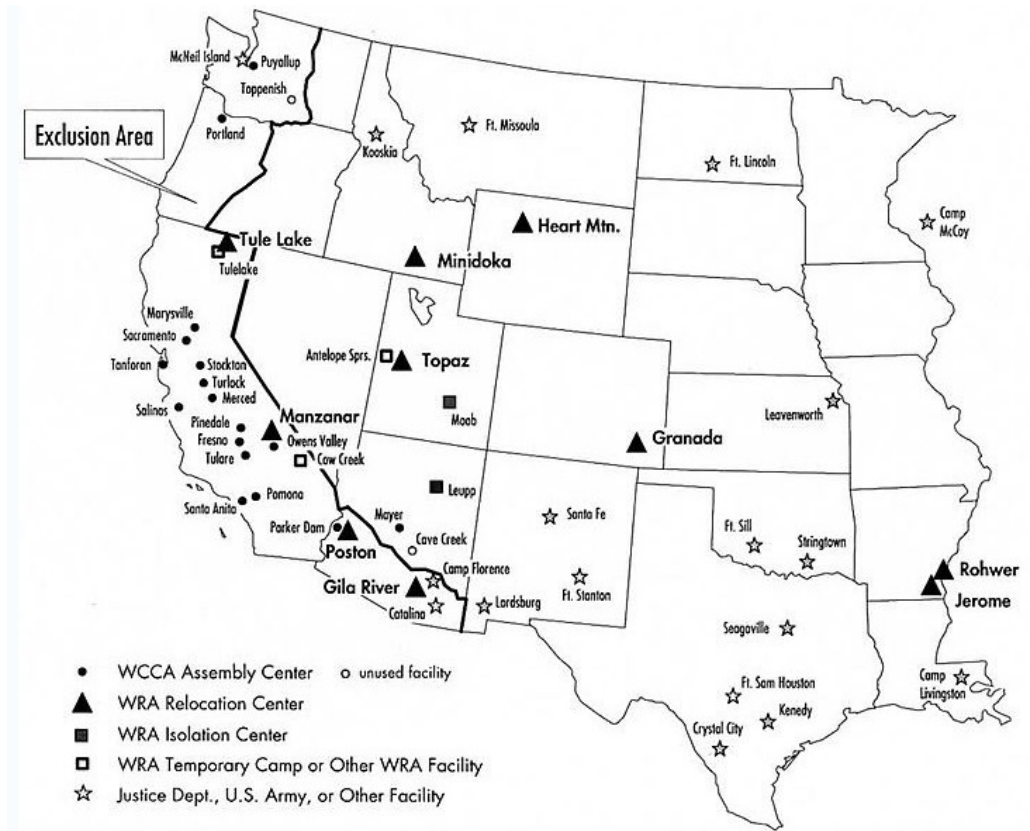 McNeil Island
Puyallup
Toppenish
Exclusion Area
Portland
Kooskia
Ft. Missoula
Ft. Lincoln
Camp
McCoy
Heart Mtn.
Tule Lake
Tulelake
Minidoka
Marysville
Sacramento
Tanforan
Stockton
Turlock
Merced
Salinas
Antelope Sprs.
Topaz
Moab
Leavenworth
Manzanar
Pinedale
Fresno
Tulare
Owens Valley
Cow Creek
Granada
Leupp
Pomona
Santa Anita
Mayer
Parker Dam
Cave Creek
Poston
Santa Fe
Ft. Sill
Stringtown
Camp Florence
Gila River
Catalina
Lordsburg
Ft. Stanton
Rohwer
Jerome
Seagoville
Ft. Sam Houston
Kenedy
Crystal City
Camp
Livingston
WCCA Assembly Center
unused facility
WRA Relocation Center
WRA Isolation Center
WRA Temporary Camp or Other WRA Facility
Justice Dept., U.S. Army, or Other Facility